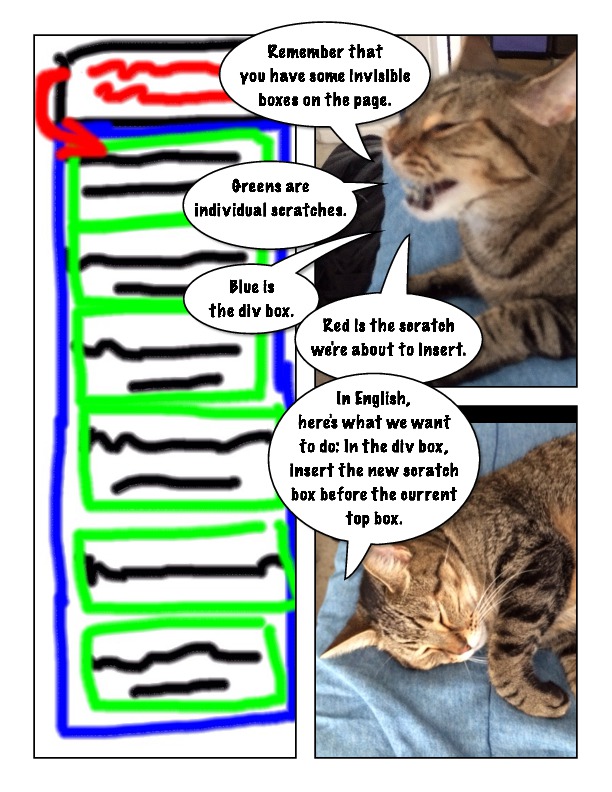 Remember that
you have some invisible
boxes on the page.
Greens are
individual scratches.
Blue is
the div box.
Red is the scratch
we're about to insert.
In English,
here's what we want
to do: In the div box,
insert the new scratch
box before the current
top box.